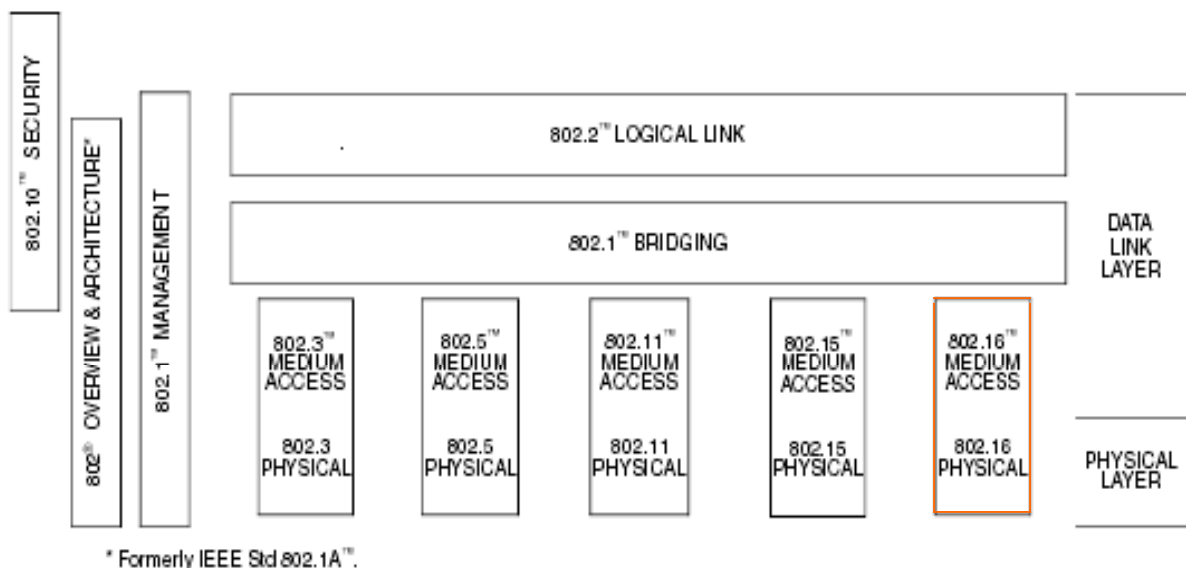 802.10™ SECURITY
802® OVERVIEW & ARCHITECTURE*
802.1™ MANAGEMENT
802.2™ LOGICAL LINK
802.1™ BRIDGING
802.3™
MEDIUM
ACCESS
802.3
PHYSICAL
802.5™
MEDIUM
ACCESS
802.5
PHYSICAL
802.11™
MEDIUM
ACCESS
802.11
PHYSICAL
802.15™
MEDIUM
ACCESS
802.15
PHYSICAL
802.16™
MEDIUM
ACCESS
802.16
PHYSICAL
DATA
LINK
LAYER
PHYSICAL
LAYER
* Formerly IEEE Std 802.1A™.